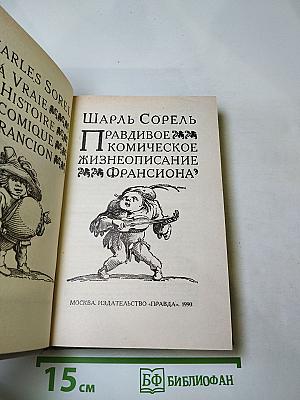 CHARLES SOREL
LA VRAIE
HISTOIRE
COMIQUE
FRANCION
ШАРЛЬ СОРЕЛЬ
ПРАВДИВОЕ
КОМИЧЕСКОЕ
ЖИЗНЕОПИСАНИЕ
ФРАНСИОНА
МОСКВА. ИЗДАТЕЛЬСТВО «ПРАВДА». 1990
15 см
БФ БИБЛИОФАН